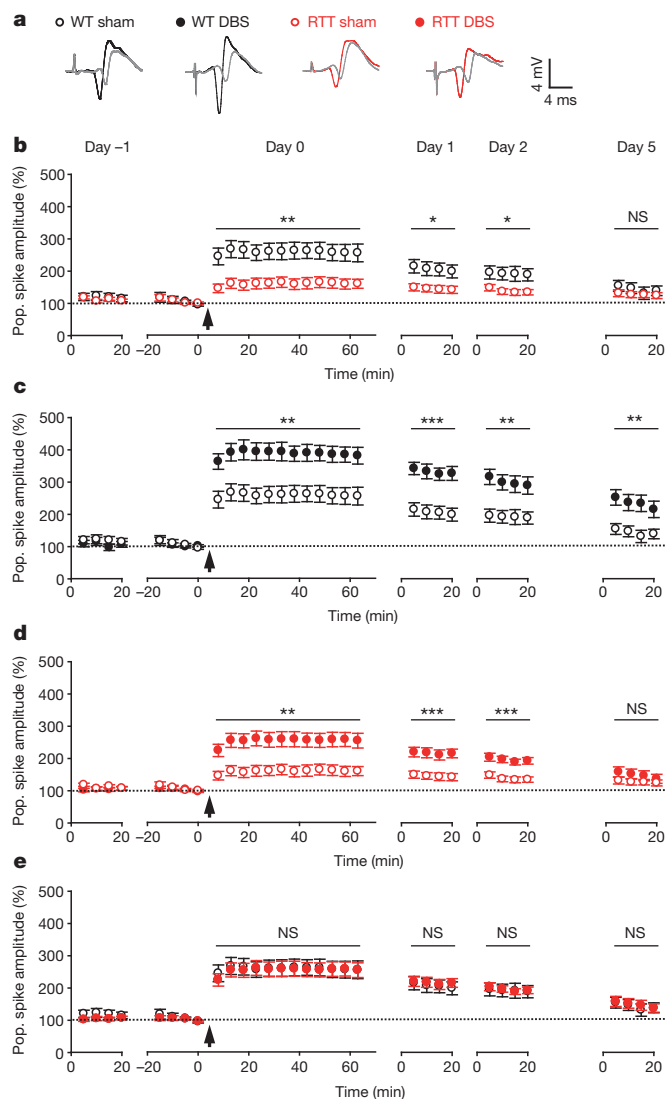 a
WT sham WT DBS RTT sham RTT DBS
4 mV
4 ms
b
Day –1 Day 0 Day 1 Day 2 Day 5
Pop. spike amplitude (%)
500
400
300
200
100
0
** * * NS
0 20 –20 0 20 40 60 0 20 0 20 0 20
Time (min)
c
Pop. spike amplitude (%)
500
400
300
200
100
0
** *** ** **
0 20 –20 0 20 40 60 0 20 0 20 0 20
Time (min)
d
Pop. spike amplitude (%)
500
400
300
200
100
0
** *** *** NS
0 20 –20 0 20 40 60 0 20 0 20 0 20
Time (min)
e
Pop. spike amplitude (%)
500
400
300
200
100
0
NS NS NS NS
0 20 –20 0 20 40 60 0 20 0 20 0 20
Time (min)